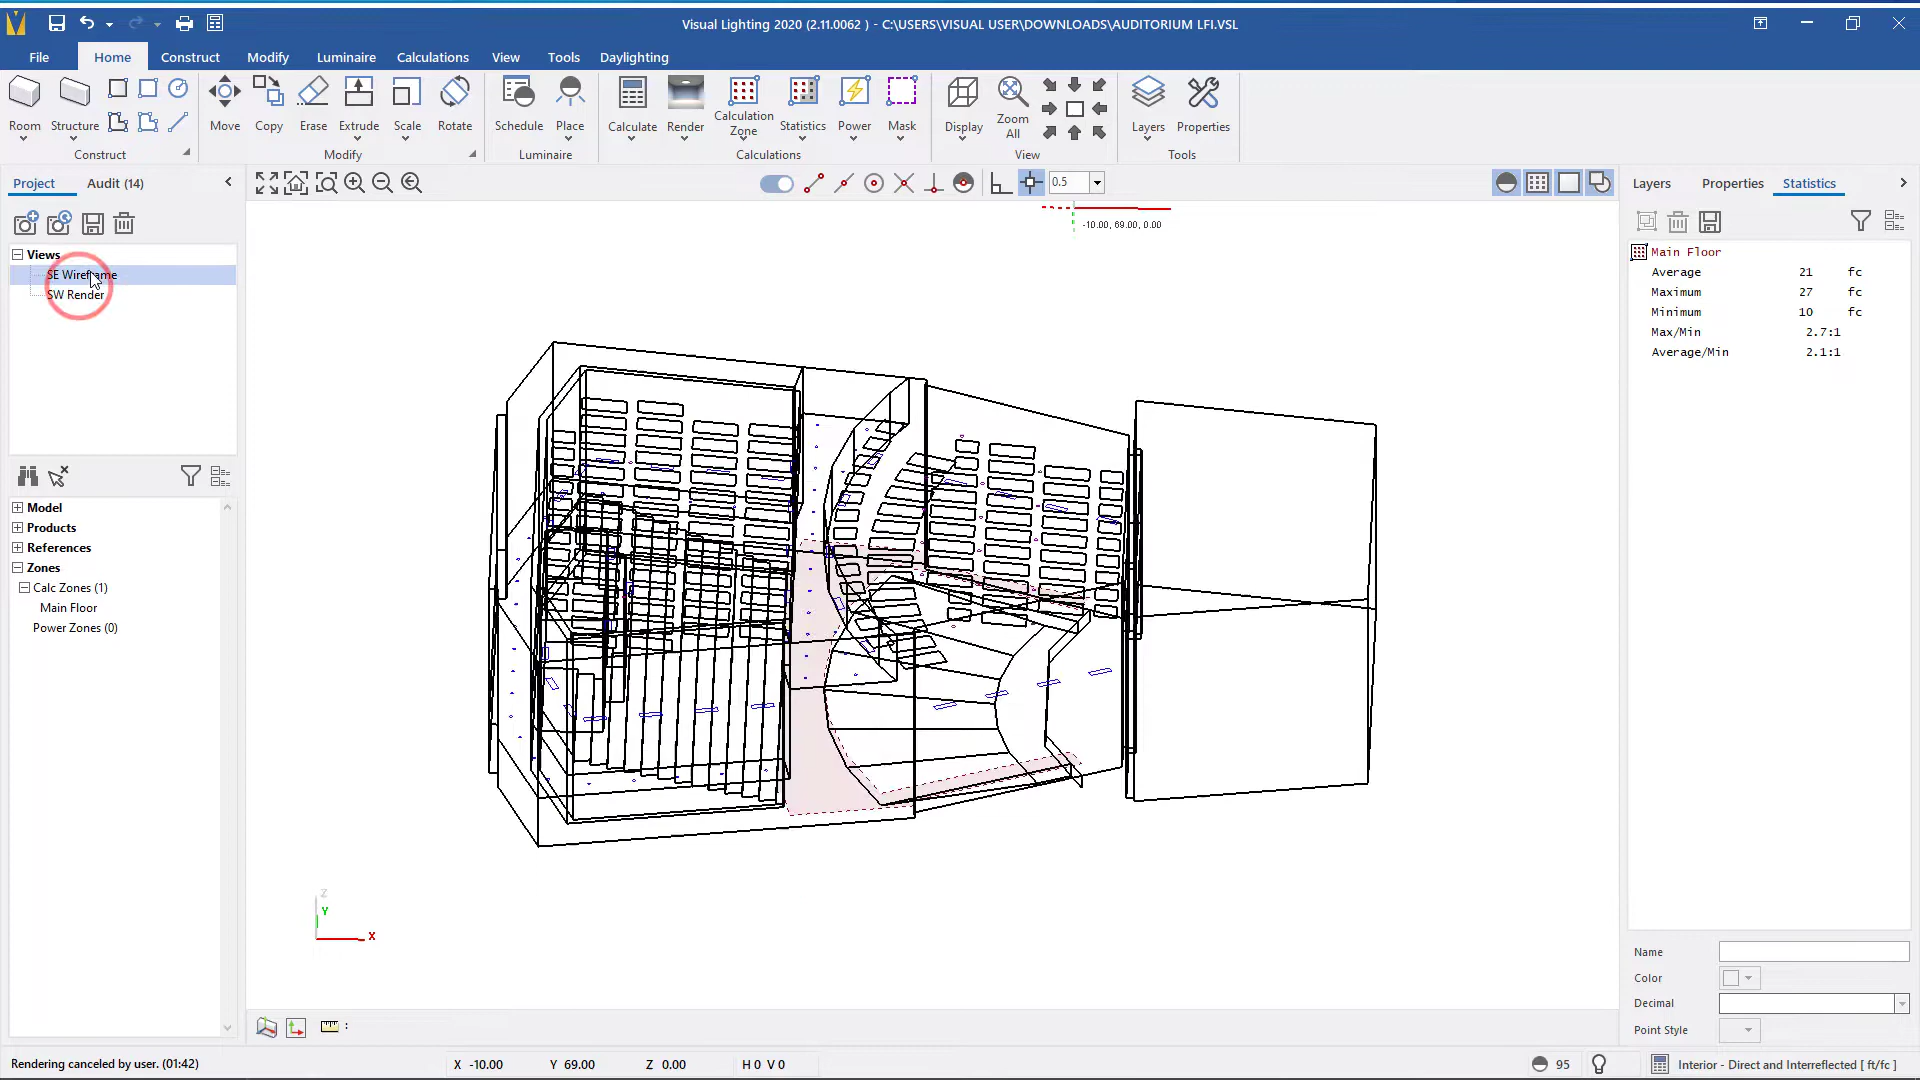 Visual Lighting 2020 (2.11.0062 ) - C:\USERS\VISUAL USER\DOWNLOADS\AUDITORIUM LFI.VSL
File Home Construct Modify Luminaire Calculations View Tools Daylighting
Room Structure Move Copy Erase Extrude Scale Rotate Schedule Place Calculate Render Calculation Zone Statistics Power Mask Display Zoom All Layers Properties
Construct Modify Luminaire Calculations View Tools
Project Audit (14)
0.5
Layers Properties Statistics
-10.00, 69.00, 0.00
Views
SE Wireframe
SW Render
Main Floor
Average 21 fc
Maximum 27 fc
Minimum 10 fc
Max/Min 2.7:1
Average/Min 2.1:1
Model
Products
References
Zones
Calc Zones (1)
Main Floor
Power Zones (0)
Z
Y
X
Name
Color
Decimal
Point Style
:
Rendering canceled by user. (01:42)
X -10.00 Y 69.00 Z 0.00 H 0 V 0
95
Interior - Direct and Interreflected [ ft/fc ]